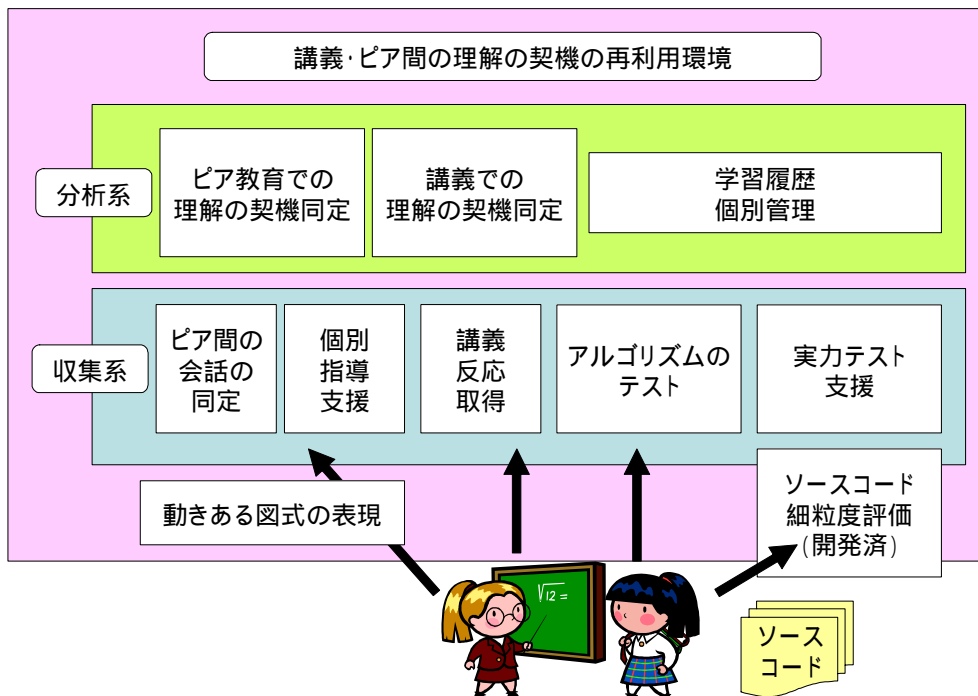 講義・ピア間の理解の契機の再利用環境
分析系
ピア教育での
理解の契機同定
講義での
理解の契機同定
学習履歴
個別管理
収集系
ピア間の
会話の
同定
個別
指導
支援
講義
反応
取得
アルゴリズムの
テスト
実力テスト
支援
動きある図式の表現
ソースコード
細粒度評価
(開発済)
√12 =
ソース
コード